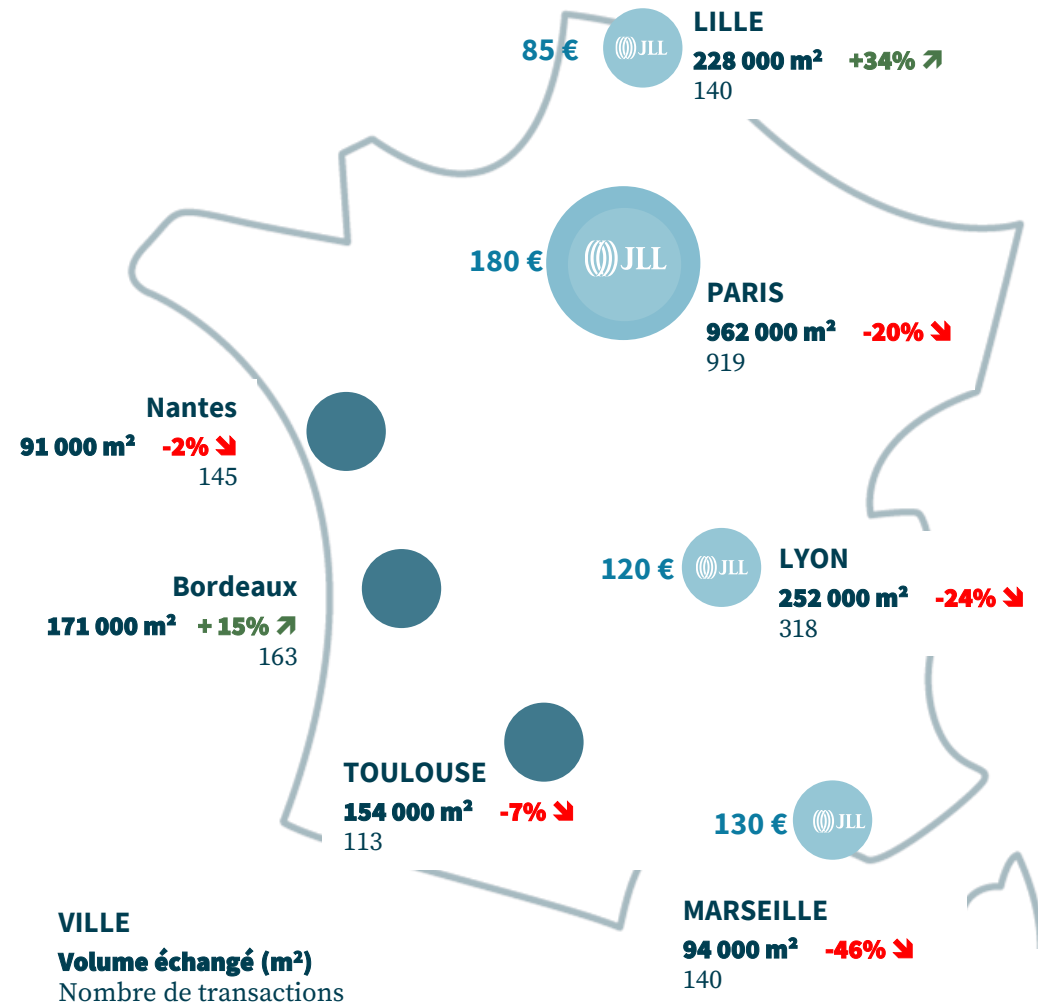 LILLE
85 €
JLL
228 000 m² +34%
140
180 €
JLL
PARIS
962 000 m² -20%
919
Nantes
91 000 m² -2%
145
120 €
JLL
LYON
252 000 m² -24%
318
Bordeaux
171 000 m² + 15%
163
TOULOUSE
154 000 m² -7%
113
130 €
JLL
MARSEILLE
94 000 m² -46%
140
VILLE
Volume échangé (m²)
Nombre de transactions